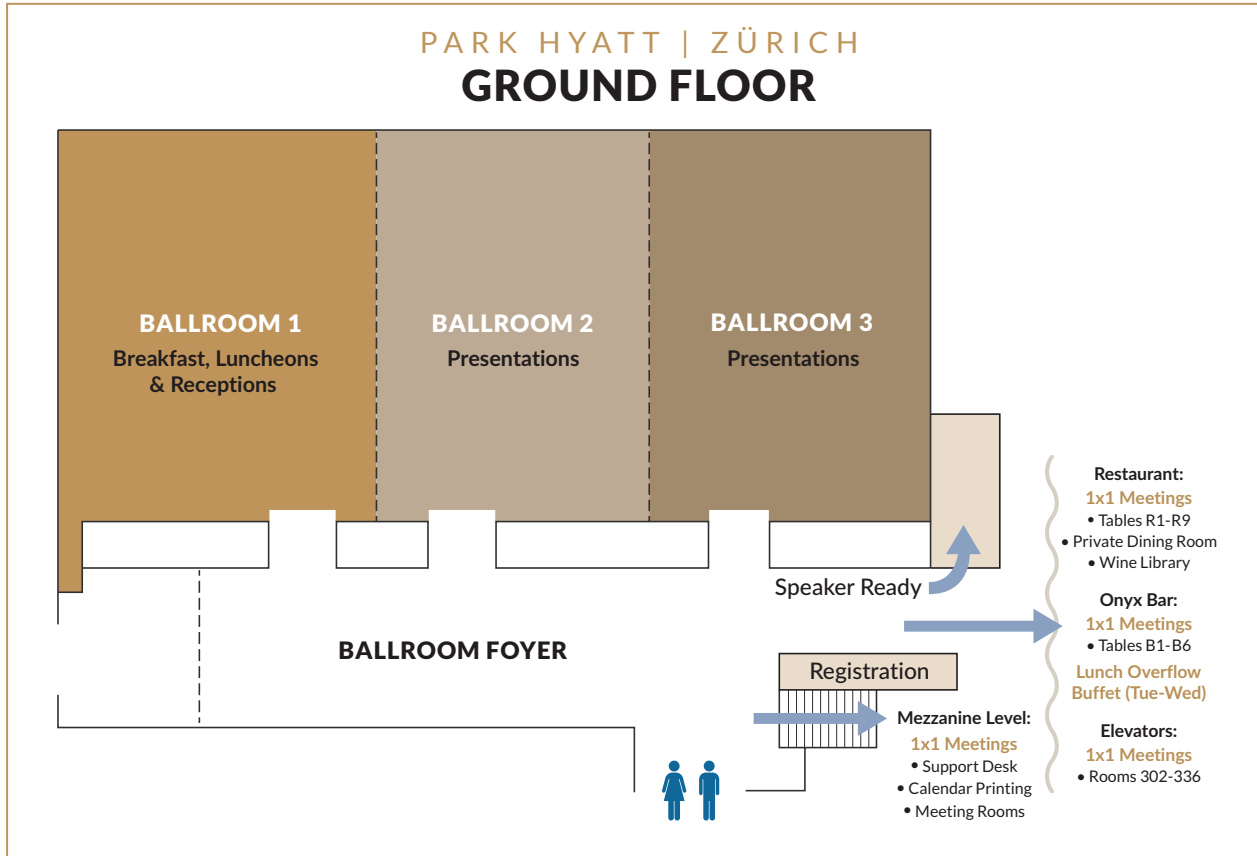 PARK HYATT | ZÜRICH
GROUND FLOOR
BALLROOM 1
Breakfast, Luncheons
& Receptions
BALLROOM 2
Presentations
BALLROOM 3
Presentations
Speaker Ready
BALLROOM FOYER
Registration
Mezzanine Level:
1x1 Meetings
• Support Desk
• Calendar Printing
• Meeting Rooms
Restaurant:
1x1 Meetings
• Tables R1-R9
• Private Dining Room
• Wine Library
Onyx Bar:
1x1 Meetings
• Tables B1-B6
Lunch Overflow
Buffet (Tue-Wed)
Elevators:
1x1 Meetings
• Rooms 302-336